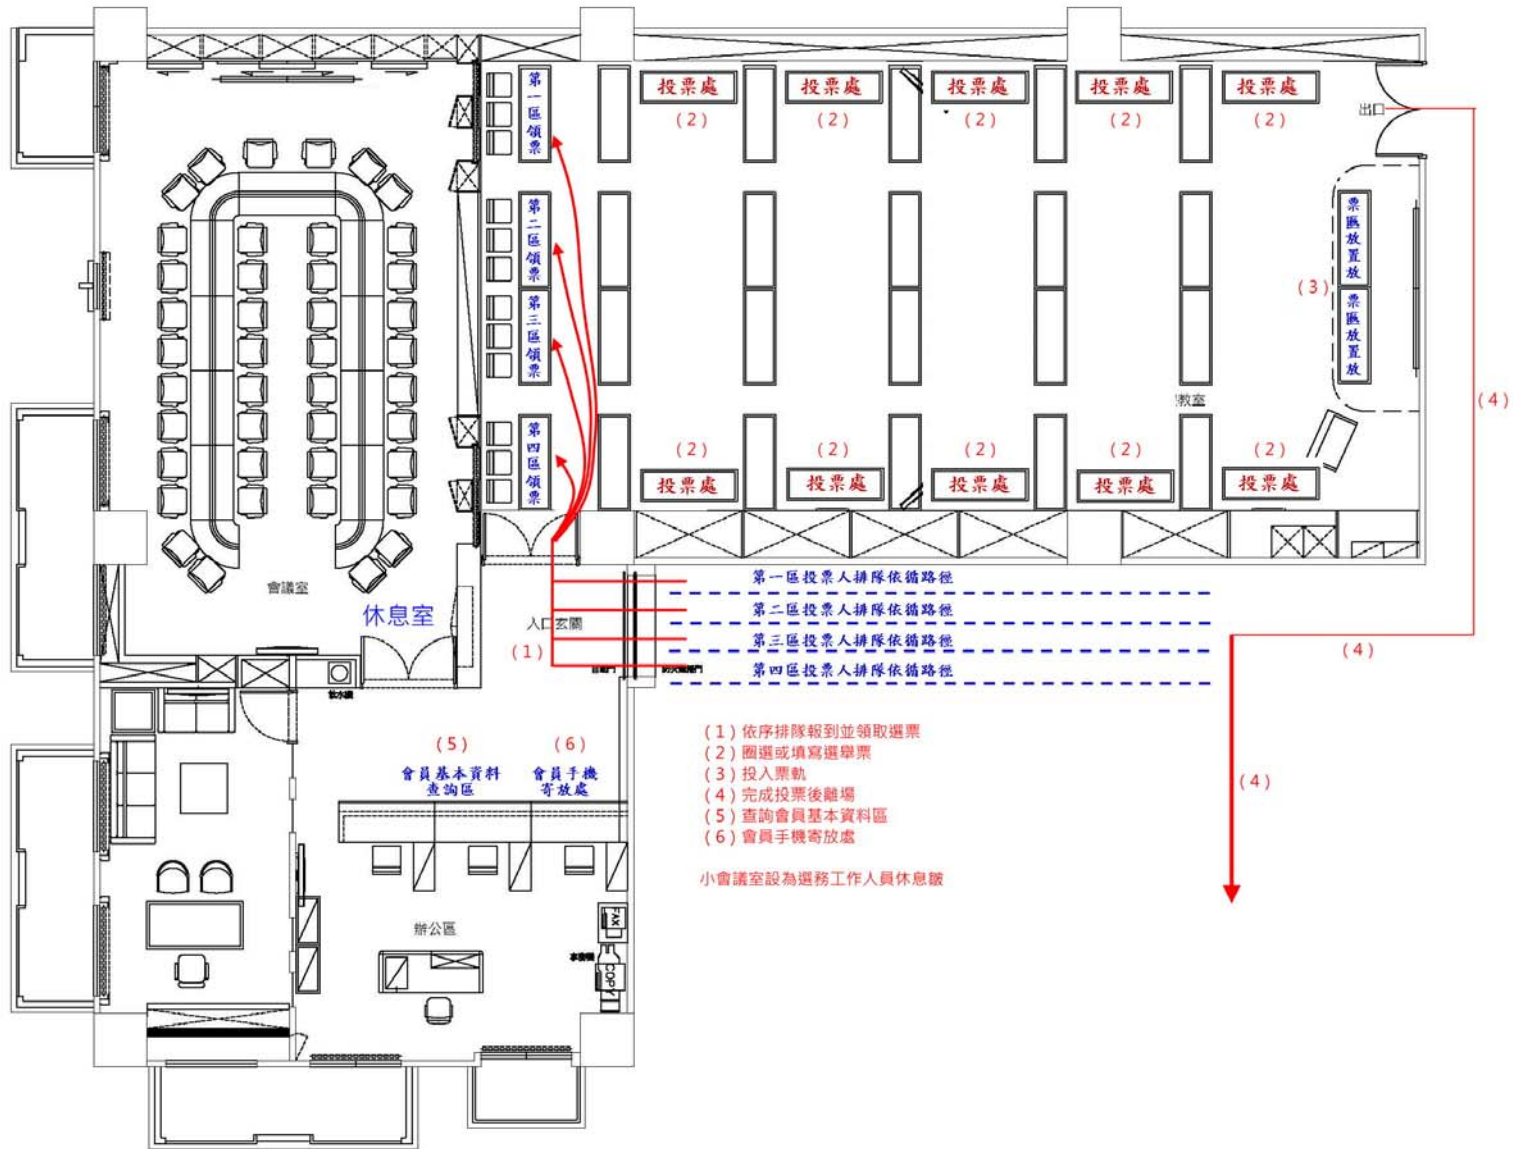 投票處
投票處
投票處
投票處
投票處
(2)
(2)
(2)
(2)
(2)
出口
第一區領票
第二區領票
第三區領票
第四區領票
票匭放置放
票匭放置放
(3)
教室
(4)
(2)
(2)
(2)
(2)
(2)
投票處
投票處
投票處
投票處
投票處
會議室
休息室
入口玄關
(1)
第一區投票人排隊依循路徑
第二區投票人排隊依循路徑
第三區投票人排隊依循路徑
第四區投票人排隊依循路徑
(4)
飲水機
(5)
會員基本資料
查詢區
(6)
會員手機
寄放處
(1)依序排隊報到並領取選票
(2)圈選或填寫選舉票
(3)投入票軌
(4)完成投票後離場
(5)查詢會員基本資料區
(6)會員手機寄放處
(4)
小會議室設為選務工作人員休息皺
辦公區
FAX
COPY